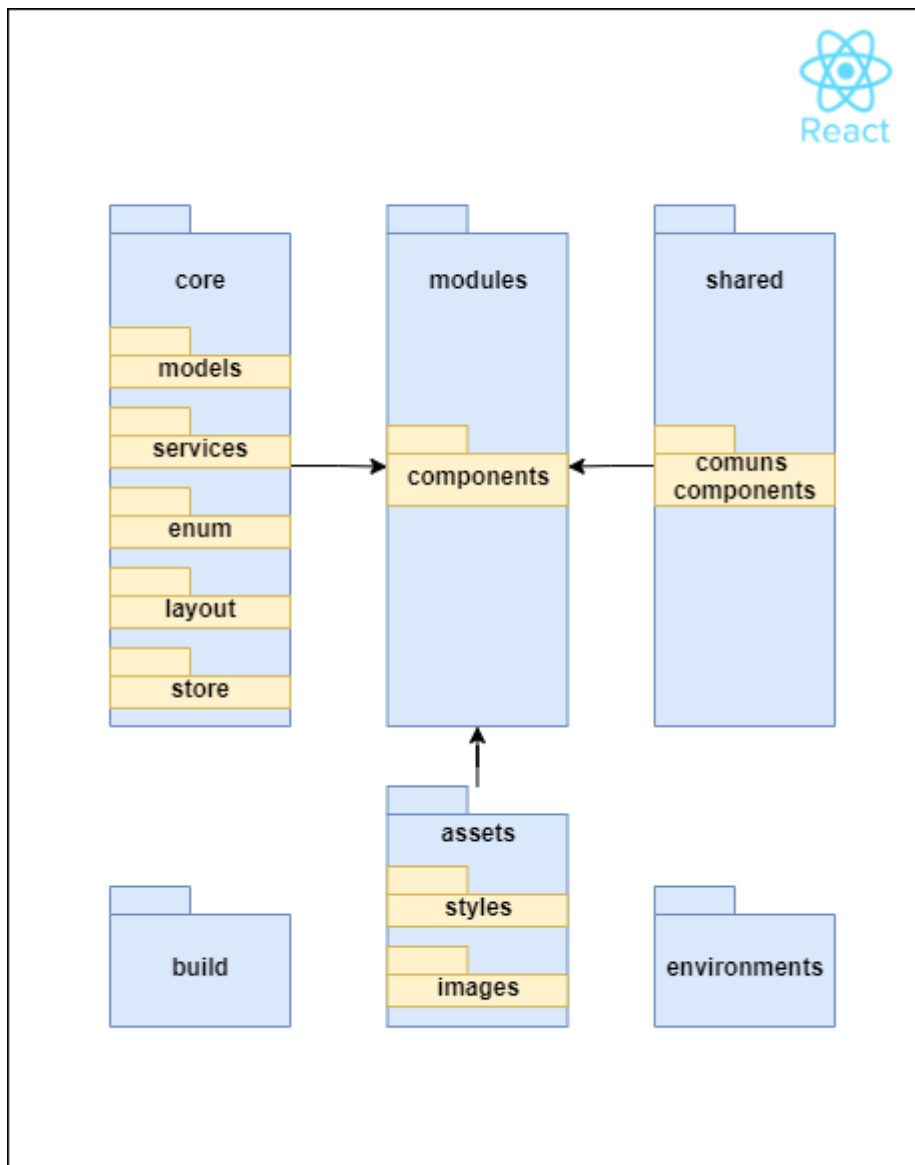 React
core
models
services
enum
layout
store
modules
components
shared
comuns
components
assets
styles
images
build
environments